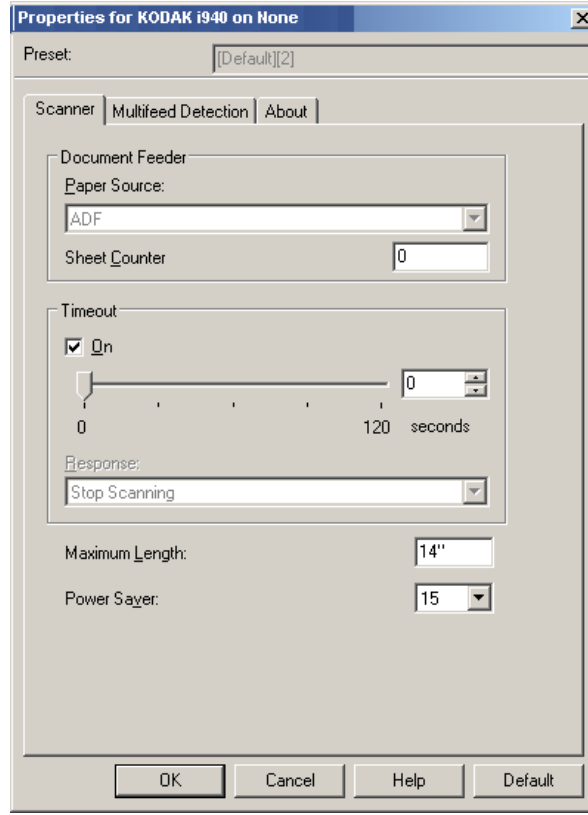 Properties for KODAK i940 on None
Preset: [Default][2]
Scanner Multifeed Detection About
Document Feeder
Paper Source:
ADF
Sheet Counter 0
Timeout
On
0
0 120 seconds
Response:
Stop Scanning
Maximum Length: 14"
Power Saver: 15
OK Cancel Help Default